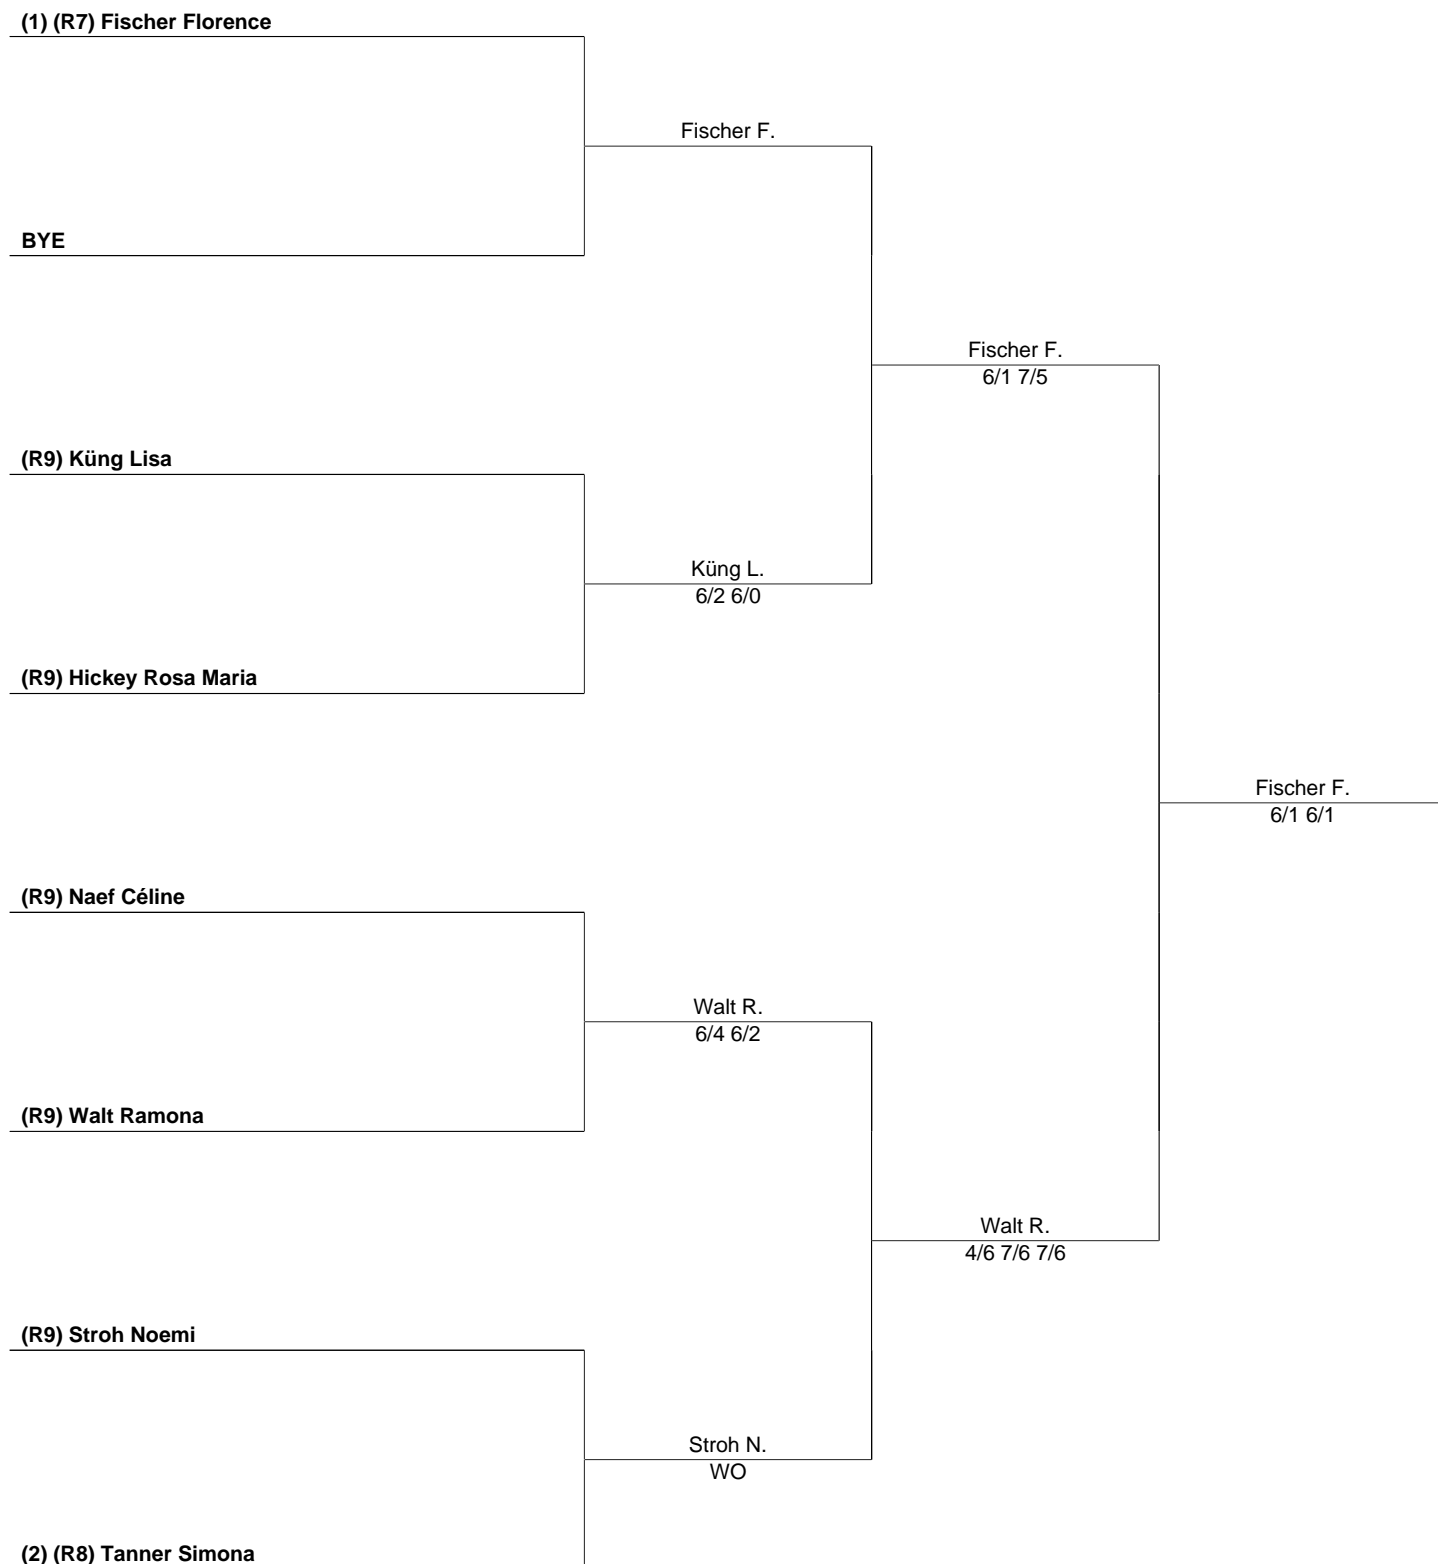 (1) (R7) Fischer Florence
Fischer F.
BYE
Fischer F.
6/1 7/5
(R9) Küng Lisa
Küng L.
6/2 6/0
(R9) Hickey Rosa Maria
Fischer F.
6/1 6/1
(R9) Naef Céline
Walt R.
6/4 6/2
(R9) Walt Ramona
Walt R.
4/6 7/6 7/6
(R9) Stroh Noemi
Stroh N.
WO
(2) (R8) Tanner Simona